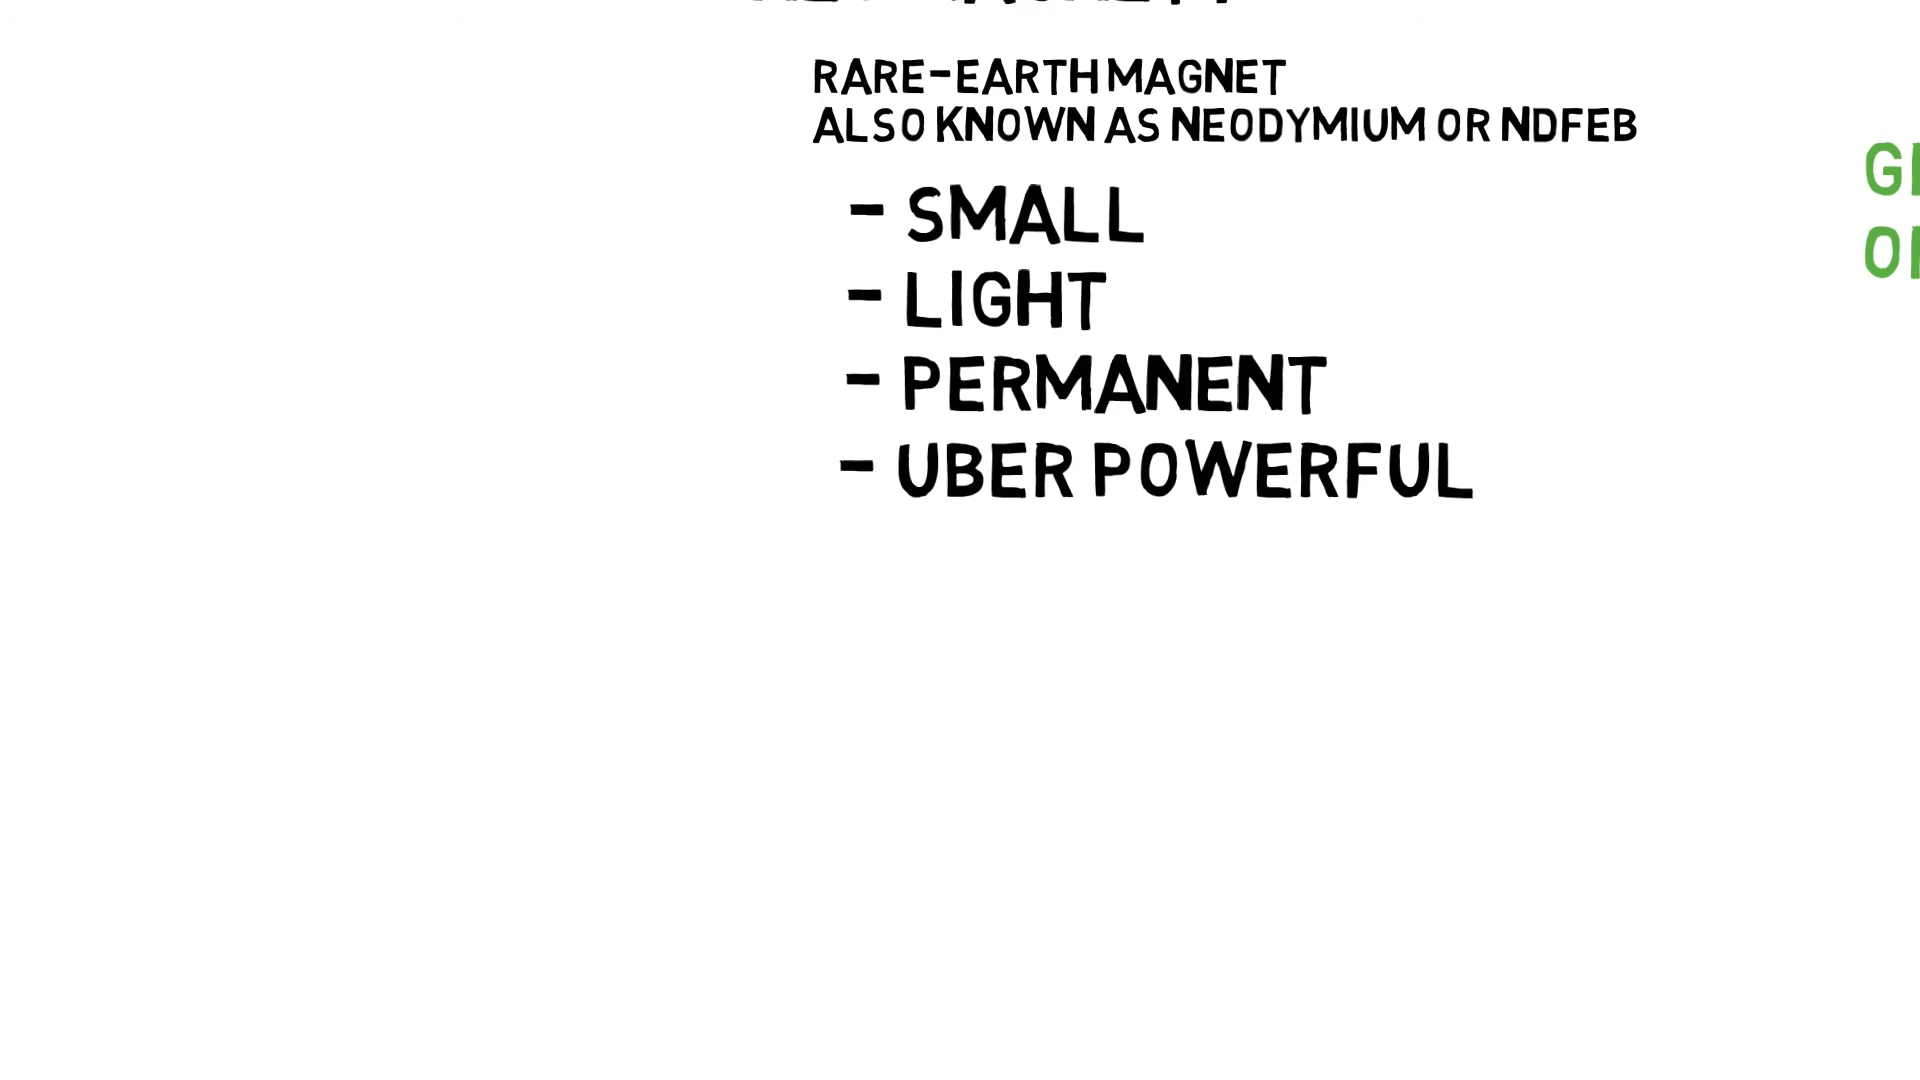 RARE-EARTH MAGNET
ALSO KNOWN AS NEODYMIUM OR NDFEB
- SMALL
- LIGHT
- PERMANENT
- UBER POWERFUL